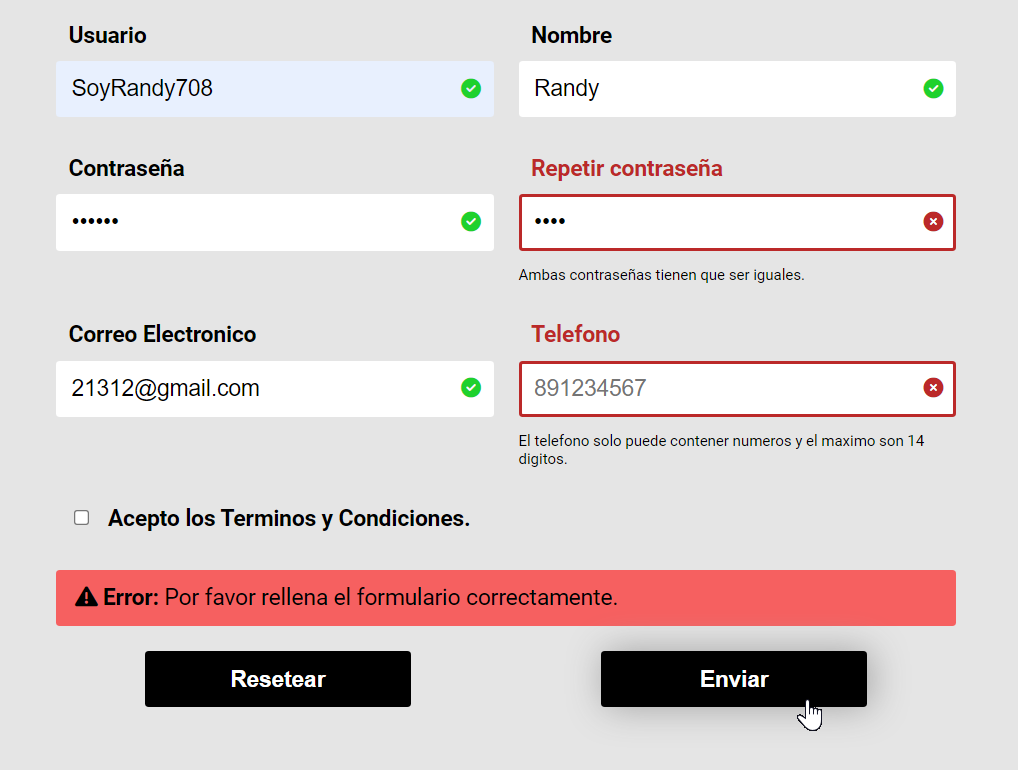 Usuario
Nombre
SoyRandy708
Randy
Contraseña
Repetir contraseña
••••••
••••
Ambas contraseñas tienen que ser iguales.
Correo Electronico
Telefono
21312@gmail.com
891234567
El telefono solo puede contener numeros y el maximo son 14
digitos.
Acepto los Terminos y Condiciones.
Error: Por favor rellena el formulario correctamente.
Resetear
Enviar